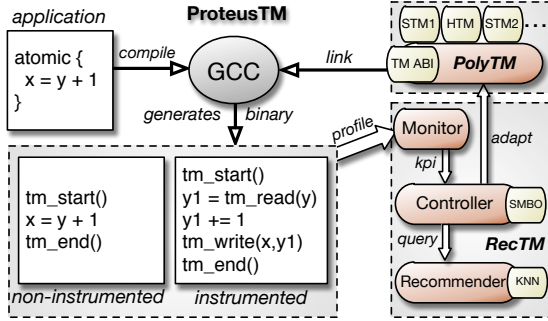 application
ProteusTM
STM1 HTM STM2 ...
atomic {
x = y + 1
}
compile
GCC
link
TM ABI
PolyTM
generates binary
profile
Monitor
adapt
kpi
tm_start()
x = y + 1
tm_end()
tm_start()
y1 = tm_read(y)
y1 += 1
tm_write(x,y1)
tm_end()
Controller
SMBO
query
RecTM
Recommender
KNN
non-instrumented
instrumented